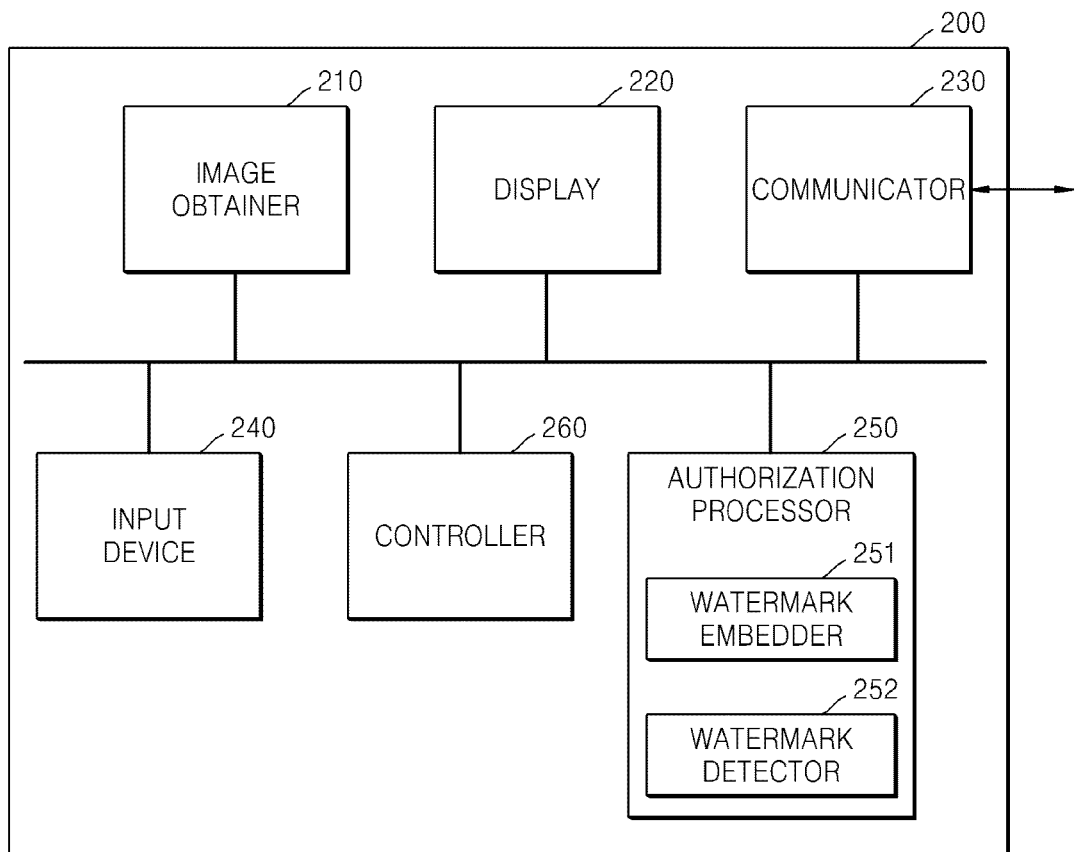 200
210
220
230
IMAGE
OBTAINER
DISPLAY
COMMUNICATOR
240
260
250
INPUT
DEVICE
CONTROLLER
AUTHORIZATION
PROCESSOR
251
WATERMARK
EMBEDDER
252
WATERMARK
DETECTOR